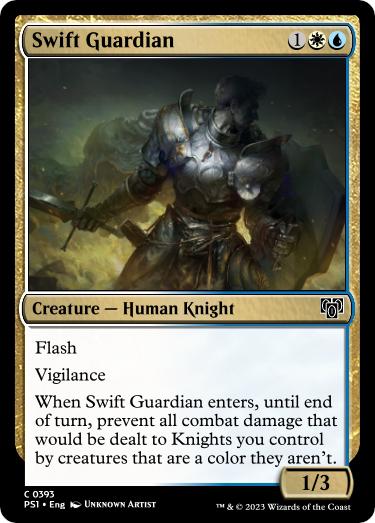 Swift Guardian 1
Creature — Human Knight
Flash
Vigilance
When Swift Guardian enters, until end
of turn, prevent all combat damage that
would be dealt to Knights you control
by creatures that are a color they aren't.
1/3
C 0393
PS1 • Eng Unknown Artist
™ & © 2023 Wizards of the Coast